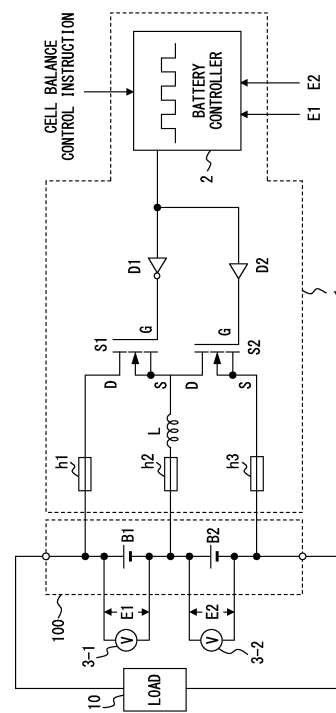 CELL BALANCE
CONTROL INSTRUCTION
BATTERY
CONTROLLER
2
E1
E2
D1
D2
S1
G
D
S
S2
G
D
S
L
h1
h2
h3
1
100
B1
B2
E1
E2
V
V
3-1
3-2
10
LOAD